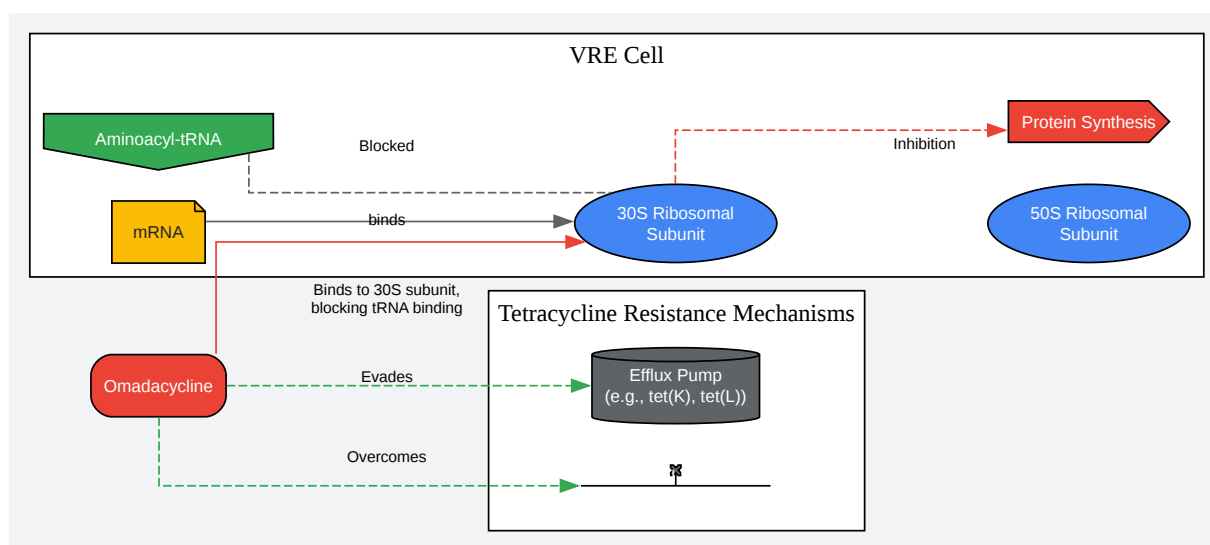 VRE Cell
Aminoacyl-tRNA
Blocked
Inhibition
Protein Synthesis
mRNA
binds
30S Ribosomal
Subunit
50S Ribosomal
Subunit
Binds to 30S subunit,
blocking tRNA binding
Tetracycline Resistance Mechanisms
Omadacycline
Evades
Efflux Pump
(e.g., tet(K), tet(L))
Overcomes